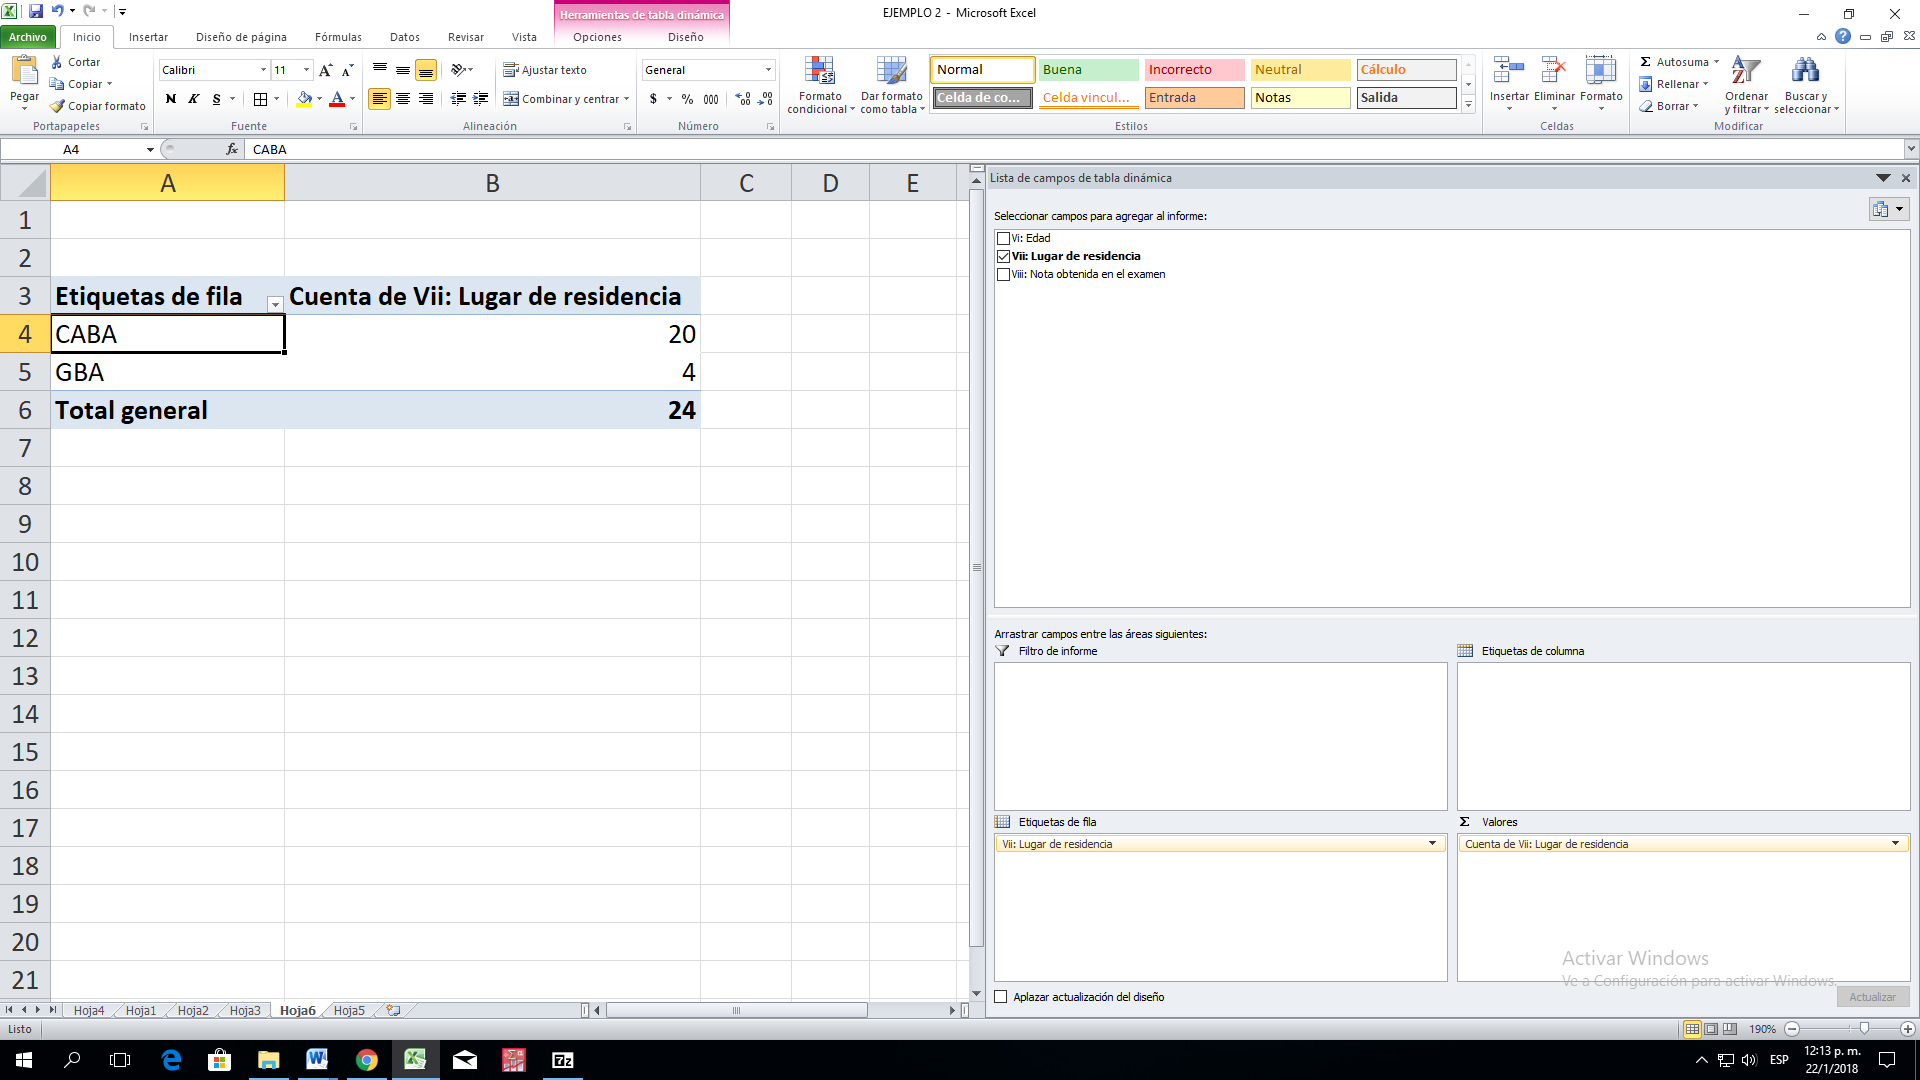 EJEMPLO 2 - Microsoft Excel
Herramientas de tabla dinámica
Archivo Inicio Insertar Diseño de página Fórmulas Datos Revisar Vista Opciones Diseño
Pegar
Cortar
Copiar
Copiar formato
Portapapeles
Calibri 11
N K S
Fuente
Ajustar texto
Combinar y centrar
Alineación
General
$ % 000
Número
Formato condicional
Dar formato como tabla
Normal Buena Incorrecto Neutral Cálculo
Celda de co... Celda vincul... Entrada Notas Salida
Estilos
Insertar Eliminar Formato
Celdas
Σ Autosuma
Rellenar
Borrar
Ordenar y filtrar
Buscar y seleccionar
Modificar
A4 fx CABA
A B C D E
1
2
3 Etiquetas de fila Cuenta de Vii: Lugar de residencia
4 CABA 20
5 GBA 4
6 Total general 24
7
8
9
10
11
12
13
14
15
16
17
18
19
20
21
Lista de campos de tabla dinámica
Seleccionar campos para agregar al informe:
Vi: Edad
Vii: Lugar de residencia
Viii: Nota obtenida en el examen
Arrastrar campos entre las áreas siguientes:
Filtro de informe
Etiquetas de columna
Etiquetas de fila
Σ Valores
Vii: Lugar de residencia
Cuenta de Vii: Lugar de residencia
Activar Windows
Ve a Configuración para activar Windows.
Aplazar actualización del diseño
Actualizar
Hoja4 Hoja1 Hoja2 Hoja3 Hoja6 Hoja5
Listo
190%
7z
ESP
12:13 p. m.
22/1/2018